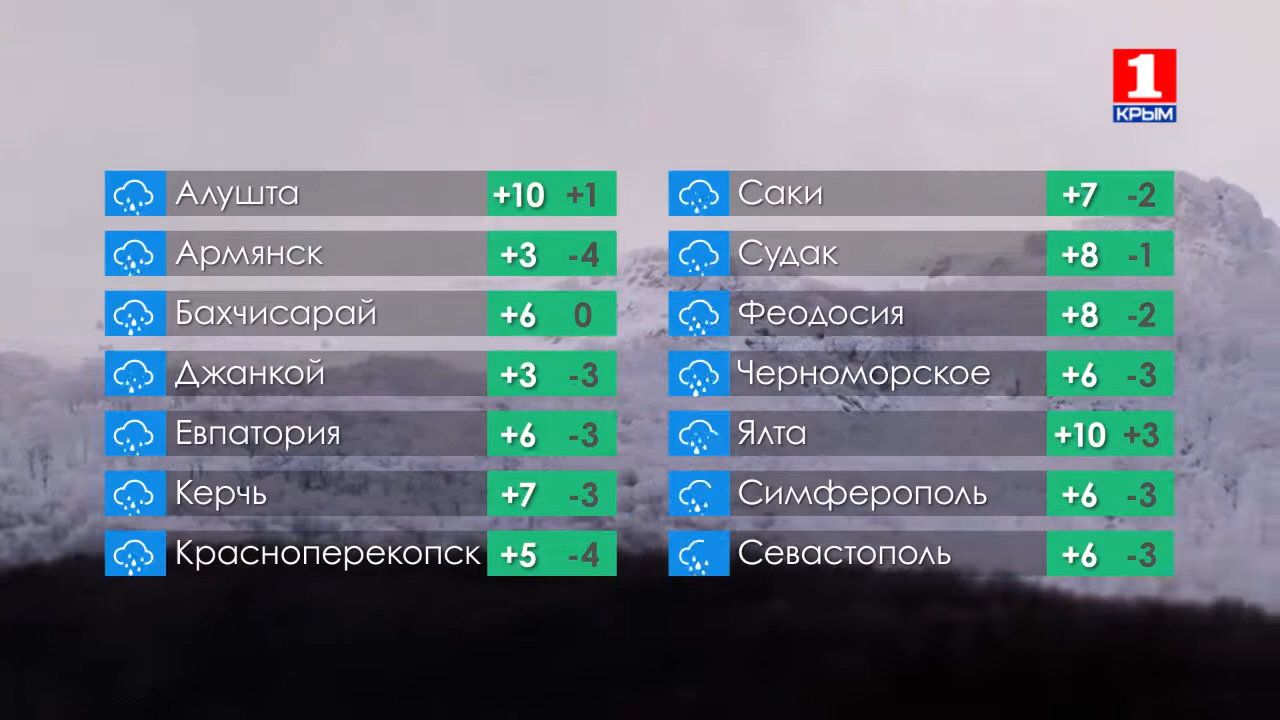 1
КРЫМ
Алушта +10 +1
Армянск +3 -4
Бахчисарай +6 0
Джанкой +3 -3
Евпатория +6 -3
Керчь +7 -3
Красноперекопск +5 -4
Саки +7 -2
Судак +8 -1
Феодосия +8 -2
Черноморское +6 -3
Ялта +10 +3
Симферополь +6 -3
Севастополь +6 -3